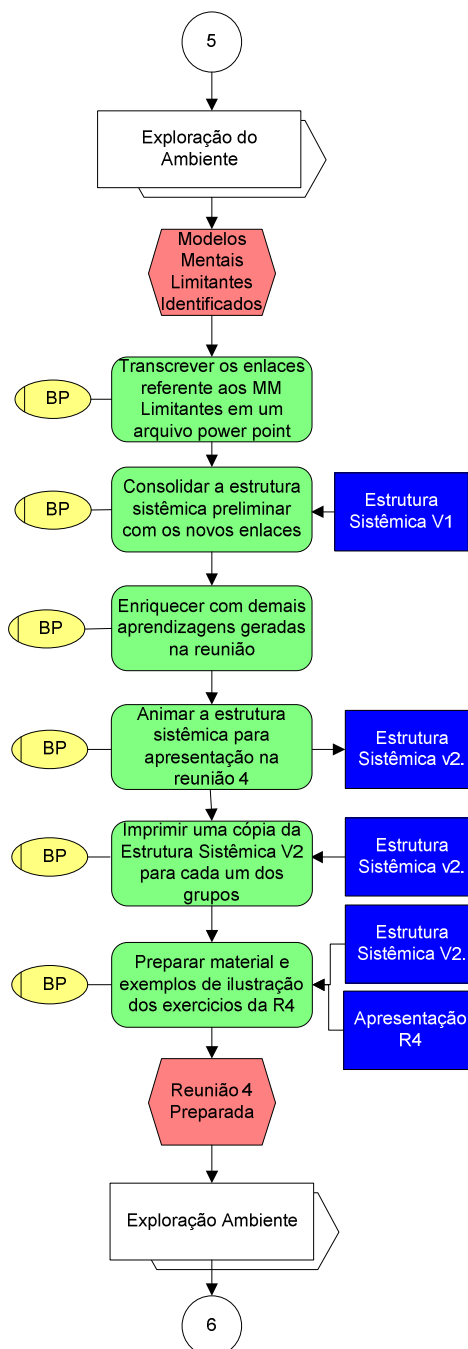 5
Exploração do
Ambiente
Modelos
Mentais
Limitantes
Identificados
BP
Transcrever os enlaces
referente aos MM
Limitantes em um
arquivo power point
BP
Consolidar a estrutura
sistêmica preliminar
com os novos enlaces
Estrutura
Sistêmica V1
BP
Enriquecer com demais
aprendizagens geradas
na reunião
BP
Animar a estrutura
sistêmica para
apresentação na
reunião 4
Estrutura
Sistêmica v2.
BP
Imprimir uma cópia da
Estrutura Sistêmica V2
para cada um dos
grupos
Estrutura
Sistêmica v2.
BP
Preparar material e
exemplos de ilustração
dos exercicios da R4
Estrutura
Sistêmica V2.
Apresentação
R4
Reunião 4
Preparada
Exploração Ambiente
6